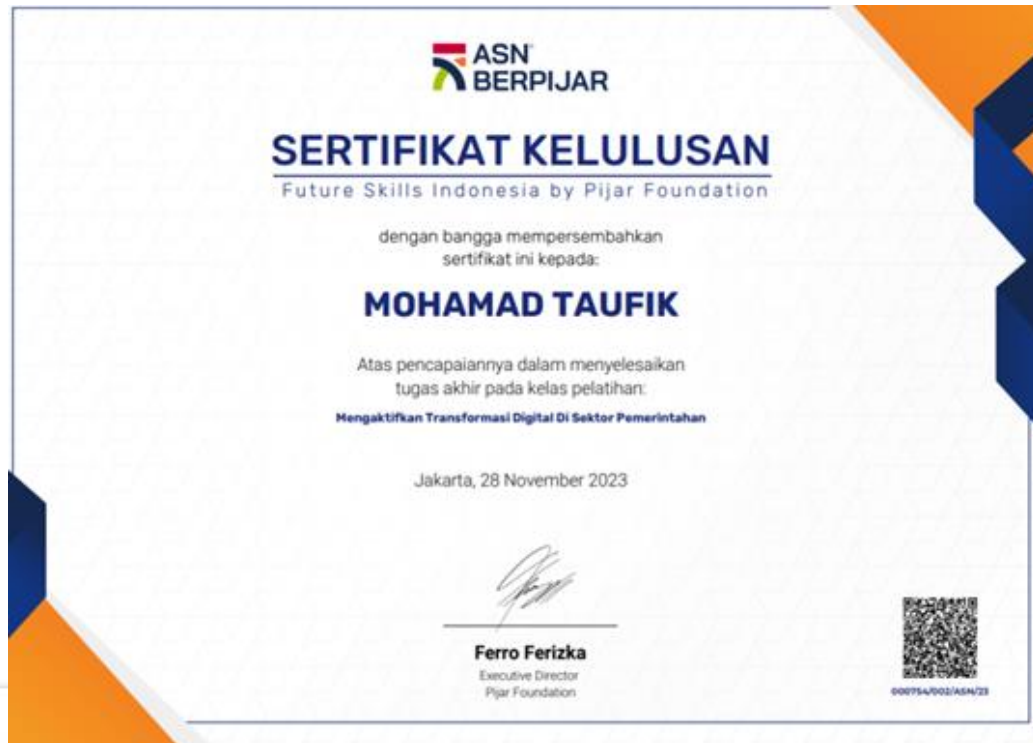 ASN
BERPIJAR
SERTIFIKAT KELULUSAN
Future Skills Indonesia by Pijar Foundation
dengan bangga mempersembahkan
sertifikat ini kepada:
MOHAMAD TAUFIK
Atas pencapaiannya dalam menyelesaikan
tugas akhir pada kelas pelatihan:
Mengaktifkan Transformasi Digital Di Sektor Pemerintahan
Jakarta, 28 November 2023
Ferro Ferizka
Executive Director
Pijar Foundation
000754/002/ASN/23